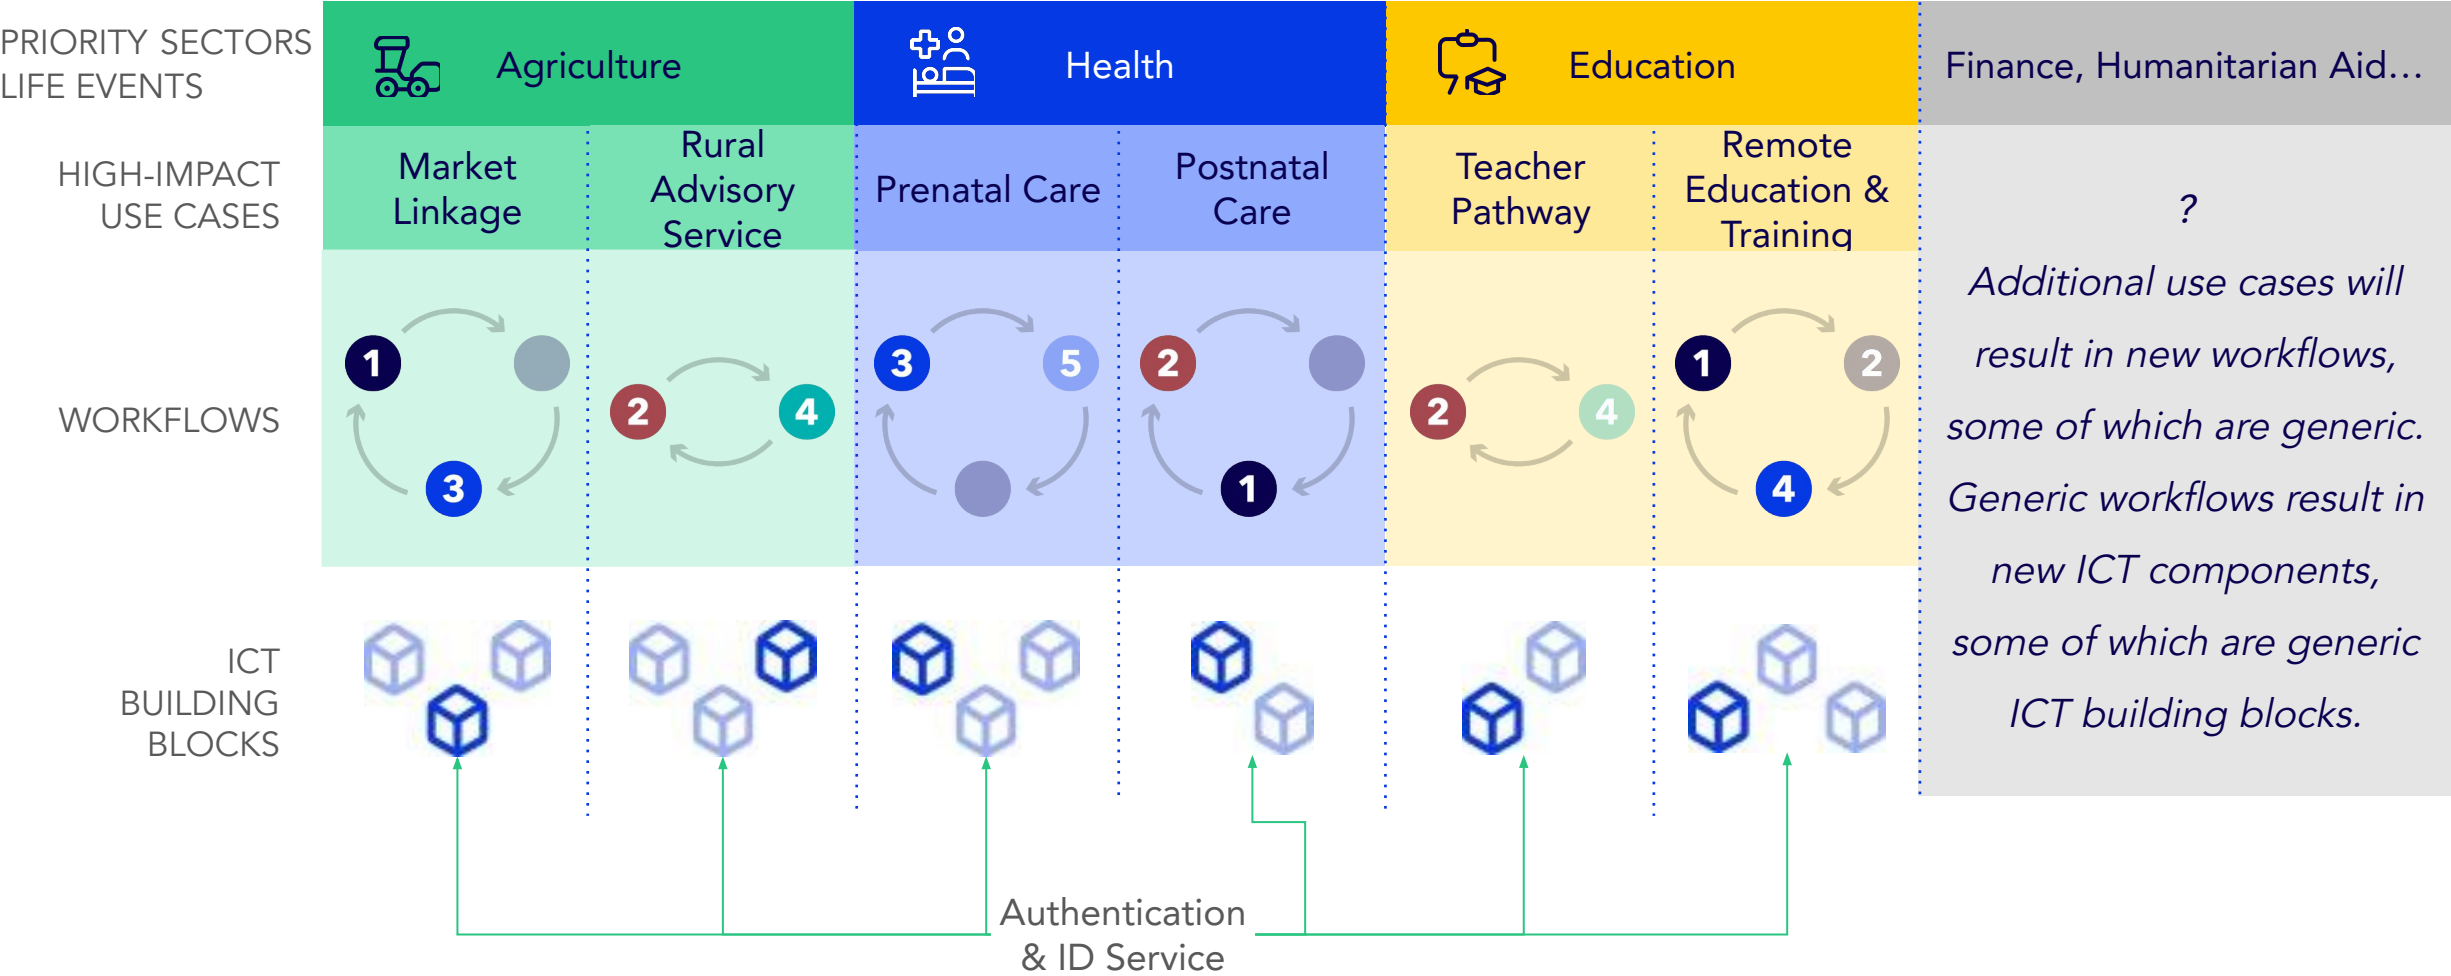 PRIORITY SECTORS
LIFE EVENTS
Agriculture
Health
Education
Finance, Humanitarian Aid...
HIGH-IMPACT
USE CASES
Market
Linkage
Rural
Advisory
Service
Prenatal Care
Postnatal
Care
Teacher
Pathway
Remote
Education &
Training
?
Additional use cases will
result in new workflows,
some of which are generic.
Generic workflows result in
new ICT components,
some of which are generic
ICT building blocks.
WORKFLOWS
1
3
2
4
3
5
2
1
2
4
1
2
4
ICT
BUILDING
BLOCKS
Authentication
& ID Service